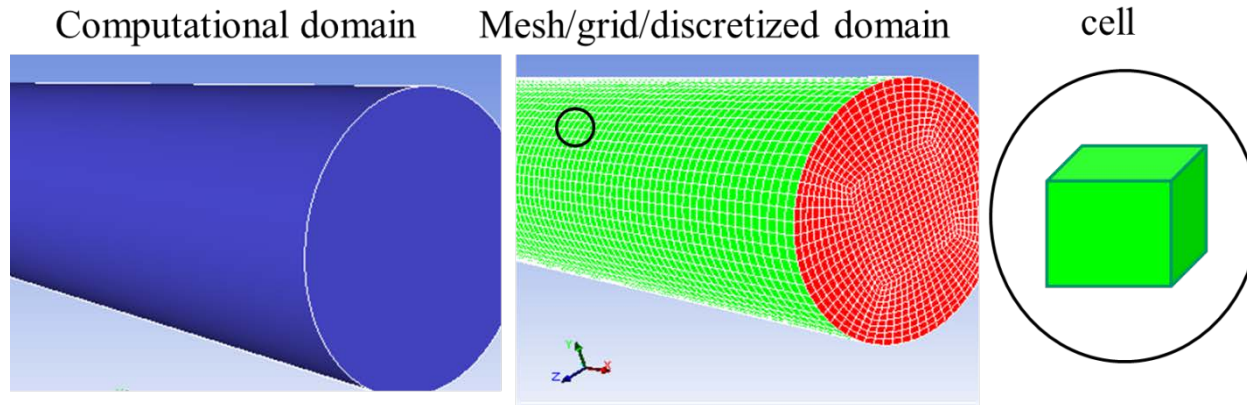 Computational domain
Mesh/grid/discretized domain
cell
Y
Z
X